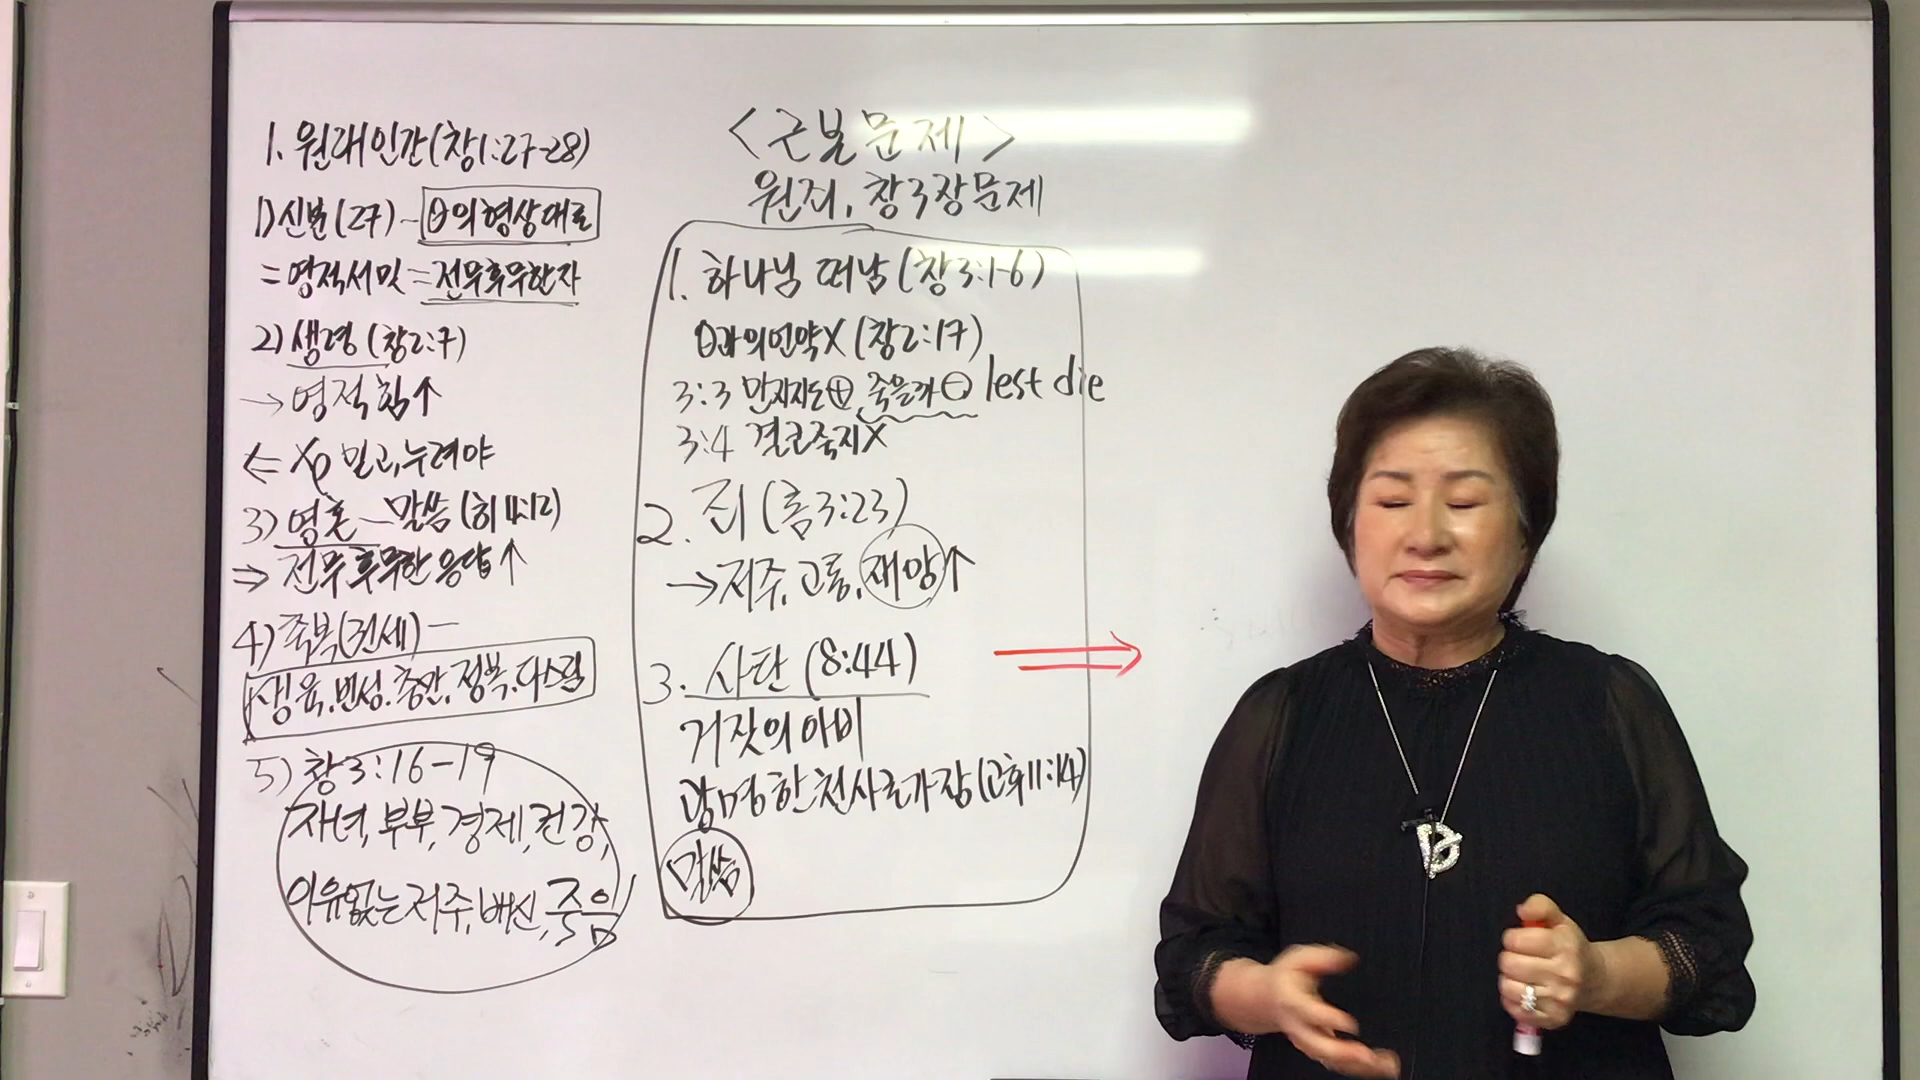 1. 원래인간(창1:27-28)
1) 신분(27) - θ의 형상대로
= 영적서밋 = 전무후무한자
2) 생령 (창2:7)
→ 영적힘↑
⇐ Xp 믿고, 누려야
3) 영혼 - 말씀 (히4:12)
⇒ 전무후무한 응답↑
4) 축복(권세) -
생육, 번성, 충만, 정복, 다스림
5) 창3:16-19
자녀, 부부, 경제, 건강,
이유없는 저주, 배신, 죽음
<근본문제>
원죄, 창3장문제
1. 하나님 떠남 (창3:1-6)
θ과의언약X (창2:17)
3:3 만지지도⊕ 죽을까⊖ lest die
3:4 결코죽지X
2. 죄 (롬3:23)
→ 저주, 고통, 재앙↑
3. 사탄 (8:44)
거짓의 아비
광명한 천사로가장(고후11:14)
말씀